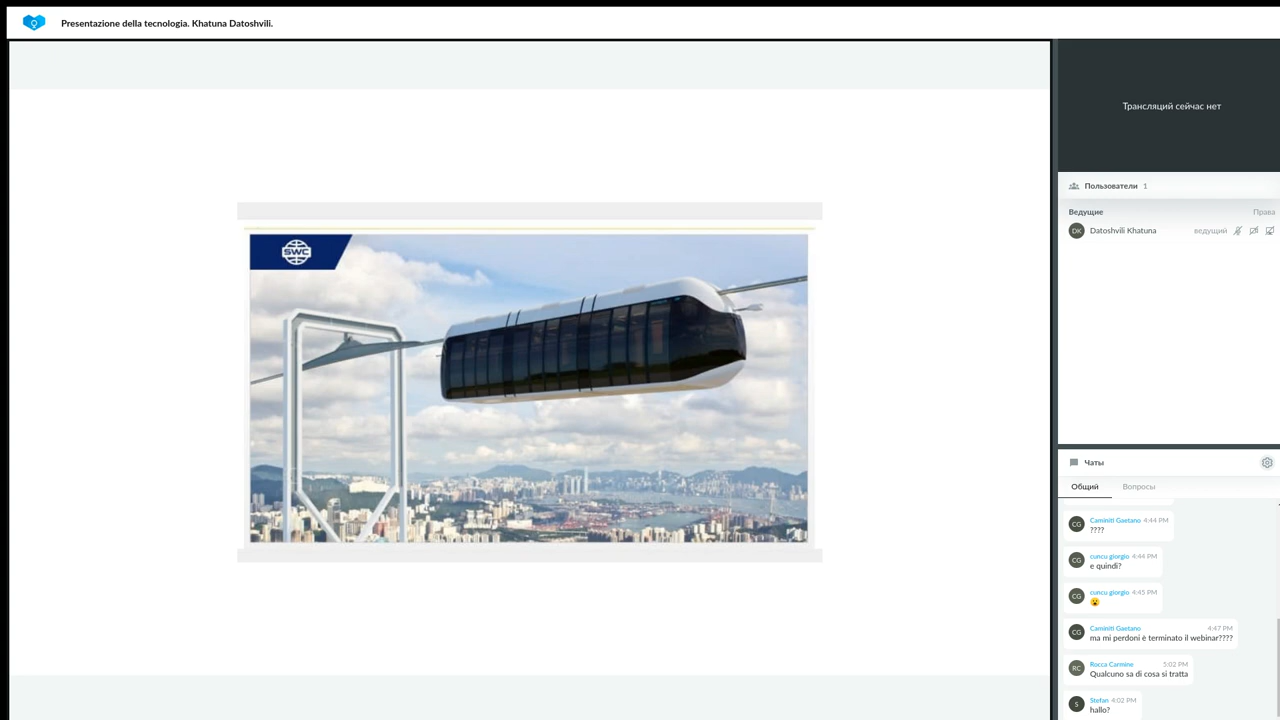 Presentazione della tecnologia. Khatuna Datoshvili.
SWC
Трансляций сейчас нет
Пользователи 1
Ведущие Права
DK Datoshvili Khatuna ведущий
Чаты
Общий Вопросы
CG Caminiti Gaetano 4:44 PM
????
CG cuncu giorgio 4:44 PM
e quindi?
CG cuncu giorgio 4:45 PM
😮
CG Caminiti Gaetano 4:47 PM
ma mi perdoni è terminato il webinar????
RC Rocca Carmine 5:02 PM
Qualcuno sa di cosa si tratta
S Stefan 4:02 PM
hallo?